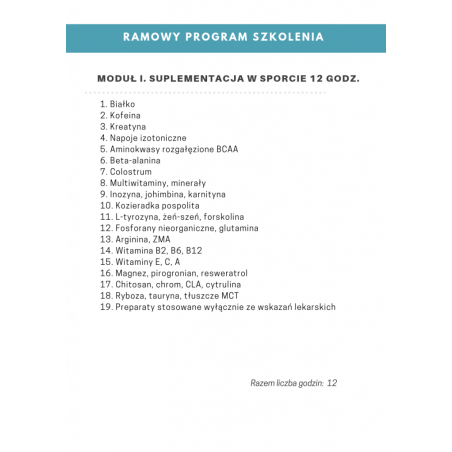 RAMOWY PROGRAM SZKOLENIA
MODUŁ I. SUPLEMENTACJA W SPORCIE 12 GODZ.
1. Białko
2. Kofeina
3. Kreatyna
4. Napoje izotoniczne
5. Aminokwasy rozgałęzione BCAA
6. Beta-alanina
7. Colostrum
8. Multiwitaminy, minerały
9. Inozyna, johimbina, karnityna
10. Kozieradka pospolita
11. L-tyrozyna, żeń-szeń, forskolina
12. Fosforany nieorganiczne, glutamina
13. Arginina, ZMA
14. Witamina B2, B6, B12
15. Witaminy E, C, A
16. Magnez, pirogronian, resweratrol
17. Chitosan, chrom, CLA, cytrulina
18. Ryboza, tauryna, tłuszcze MCT
19. Preparaty stosowane wyłącznie ze wskazań lekarskich
Razem liczba godzin: 12